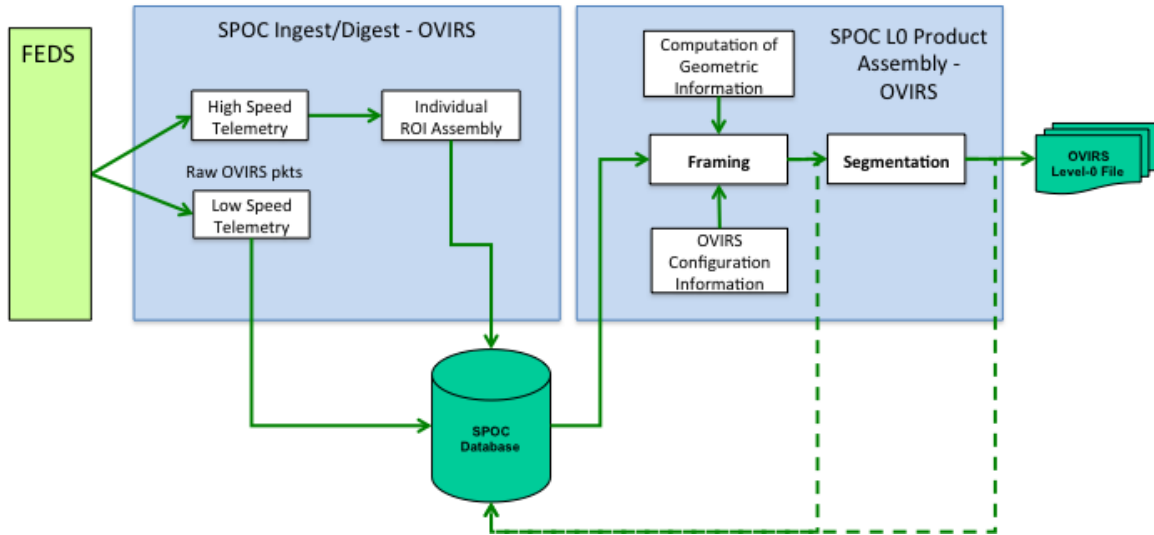 FEDS
SPOC Ingest/Digest - OVIRS
High Speed
Telemetry
Individual
ROI Assembly
Raw OVIRS pkts
Low Speed
Telemetry
SPOC L0 Product
Assembly -
OVIRS
Computation of
Geometric
Information
Framing
Segmentation
OVIRS
Configuration
Information
OVIRS
Level-0 File
SPOC
Database